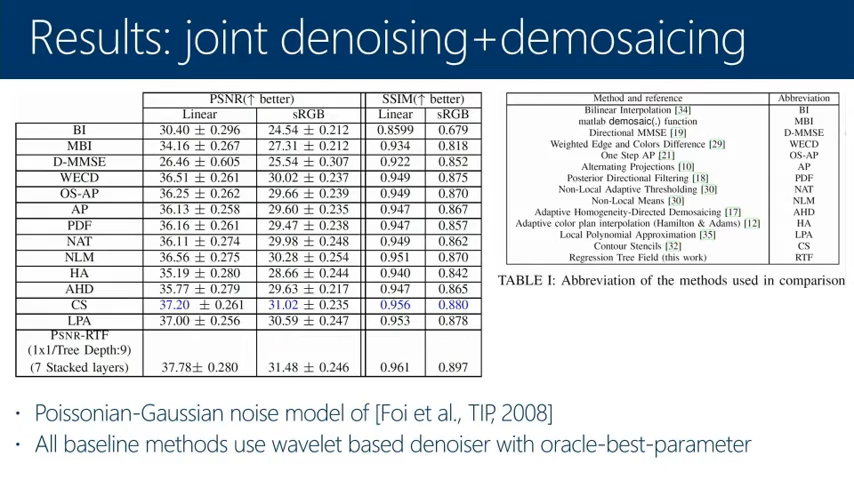 Results: joint denoising+demosaicing
PSNR(↑ better) SSIM(↑ better)
Linear sRGB Linear sRGB
BI 30.40 ± 0.296 24.54 ± 0.212 0.8599 0.679
MBI 34.16 ± 0.267 27.31 ± 0.212 0.934 0.818
D-MMSE 26.46 ± 0.605 25.54 ± 0.307 0.922 0.852
WECD 36.51 ± 0.261 30.02 ± 0.237 0.949 0.875
OS-AP 36.25 ± 0.262 29.66 ± 0.239 0.949 0.870
AP 36.13 ± 0.258 29.60 ± 0.235 0.947 0.867
PDF 36.16 ± 0.261 29.47 ± 0.238 0.947 0.857
NAT 36.11 ± 0.274 29.98 ± 0.248 0.949 0.862
NLM 36.56 ± 0.275 30.28 ± 0.254 0.951 0.870
HA 35.19 ± 0.280 28.66 ± 0.244 0.940 0.842
AHD 35.77 ± 0.279 29.63 ± 0.217 0.947 0.865
CS 37.20 ± 0.261 31.02 ± 0.235 0.956 0.880
LPA 37.00 ± 0.256 30.59 ± 0.247 0.953 0.878
PSNR-RTF
(1x1/Tree Depth:9)
(7 Stacked layers) 37.78± 0.280 31.48 ± 0.246 0.961 0.897
Method and reference Abbreviation
Bilinear Interpolation [34] BI
matlab demosaic(.) function MBI
Directional MMSE [19] D-MMSE
Weighted Edge and Colors Difference [29] WECD
One Step AP [21] OS-AP
Alternating Projections [10] AP
Posterior Directional Filtering [18] PDF
Non-Local Adaptive Thresholding [30] NAT
Non-Local Means [30] NLM
Adaptive Homogeneity-Directed Demosaicing [17] AHD
Adaptive color plan interpolation (Hamilton & Adams) [12] HA
Local Polynomial Approximation [35] LPA
Contour Stencils [32] CS
Regression Tree Field (this work) RTF
TABLE I: Abbreviation of the methods used in comparison
· Poissonian-Gaussian noise model of [Foi et al., TIP, 2008]
· All baseline methods use wavelet based denoiser with oracle-best-parameter